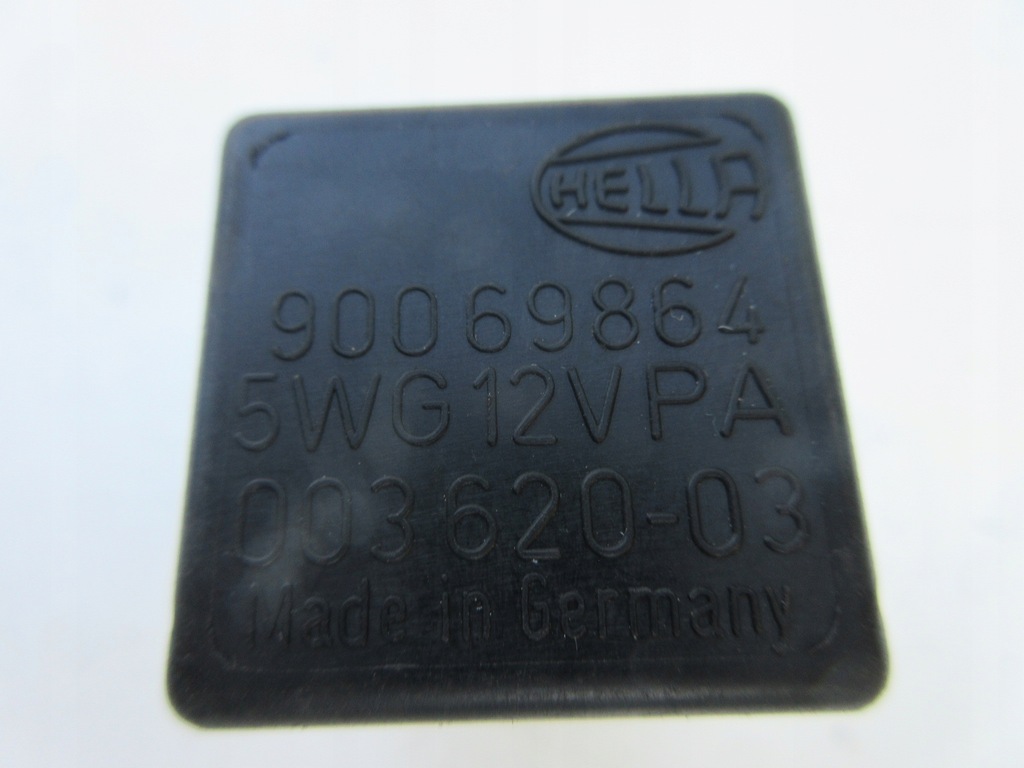 HELLA
90069864
5WG12VPA
003620-03
Made in Germany